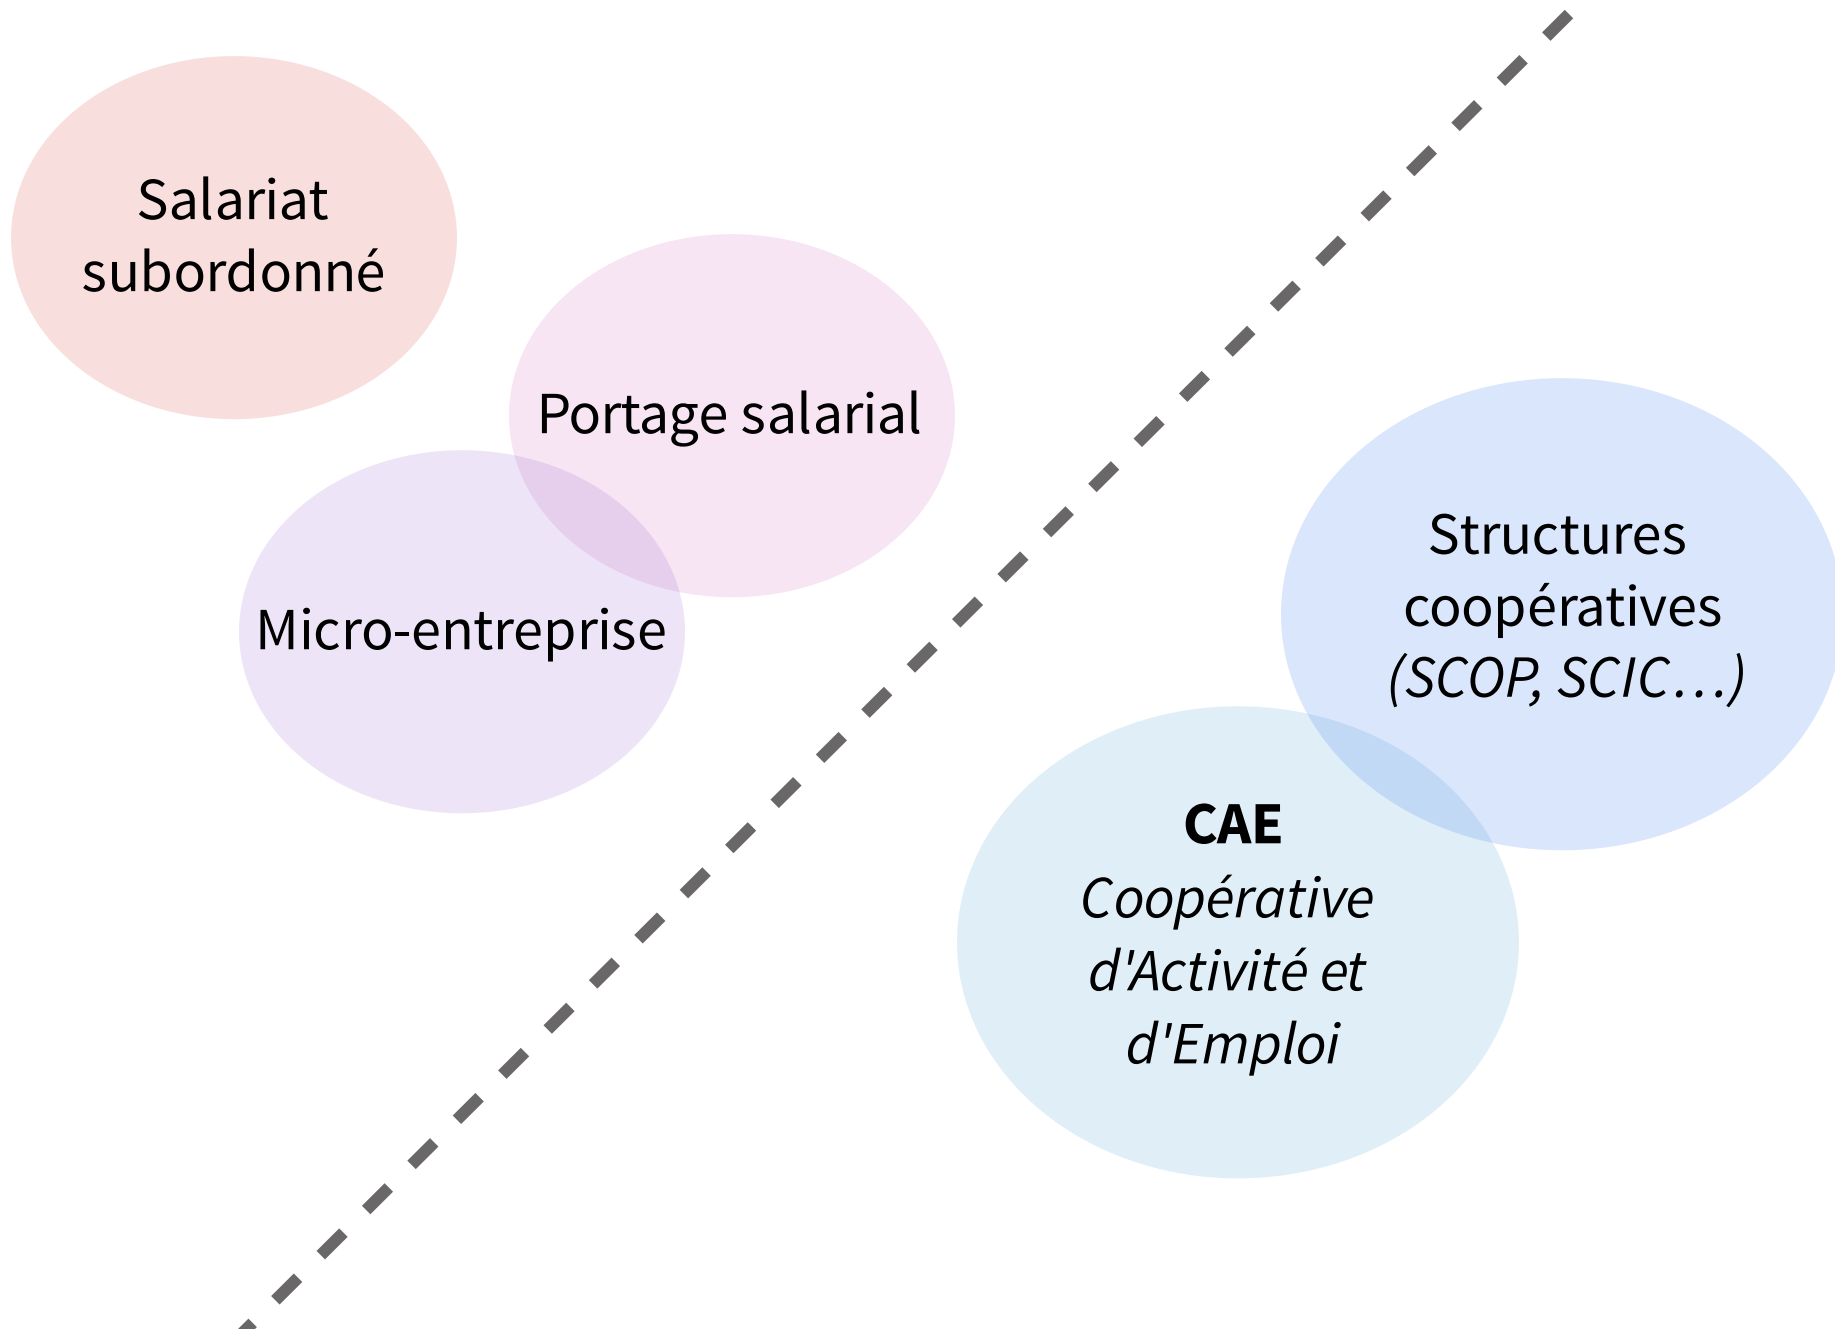 Salariat
subordonné
Portage salarial
Micro-entreprise
Structures
coopératives
(SCOP, SCIC…)
CAE
Coopérative
d'Activité et
d'Emploi